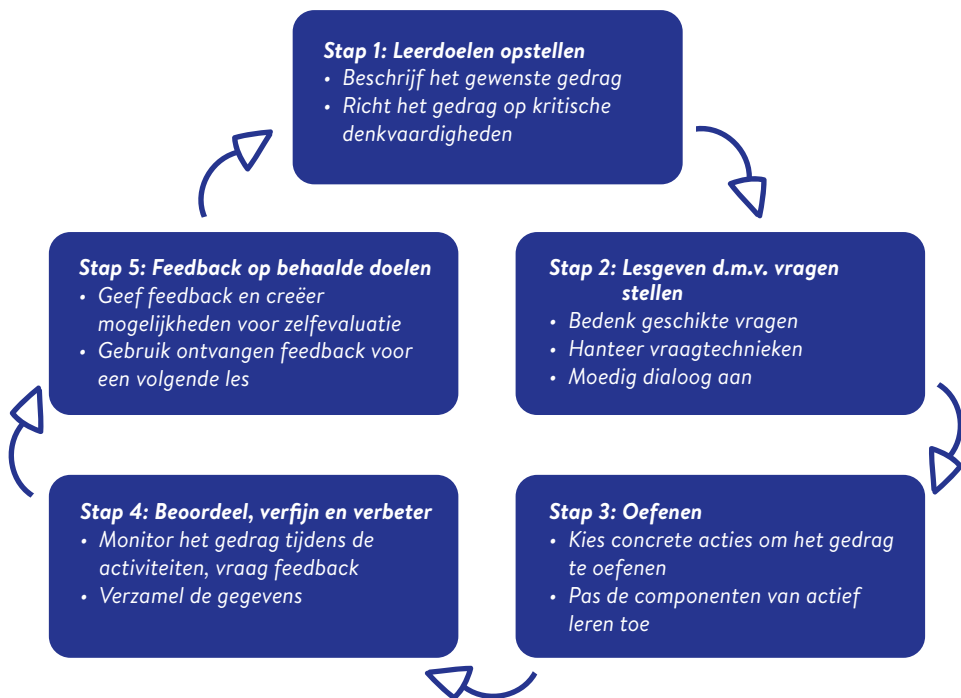 Stap 1: Leerdoelen opstellen
• Beschrijf het gewenste gedrag
• Richt het gedrag op kritische
denkvaardigheden
Stap 2: Lesgeven d.m.v. vragen
stellen
• Bedenk geschikte vragen
• Hanteer vraagtechnieken
• Moedig dialoog aan
Stap 3: Oefenen
• Kies concrete acties om het gedrag
te oefenen
• Pas de componenten van actief
leren toe
Stap 4: Beoordeel, verfijn en verbeter
• Monitor het gedrag tijdens de
activiteiten, vraag feedback
• Verzamel de gegevens
Stap 5: Feedback op behaalde doelen
• Geef feedback en creëer
mogelijkheden voor zelfevaluatie
• Gebruik ontvangen feedback voor
een volgende les